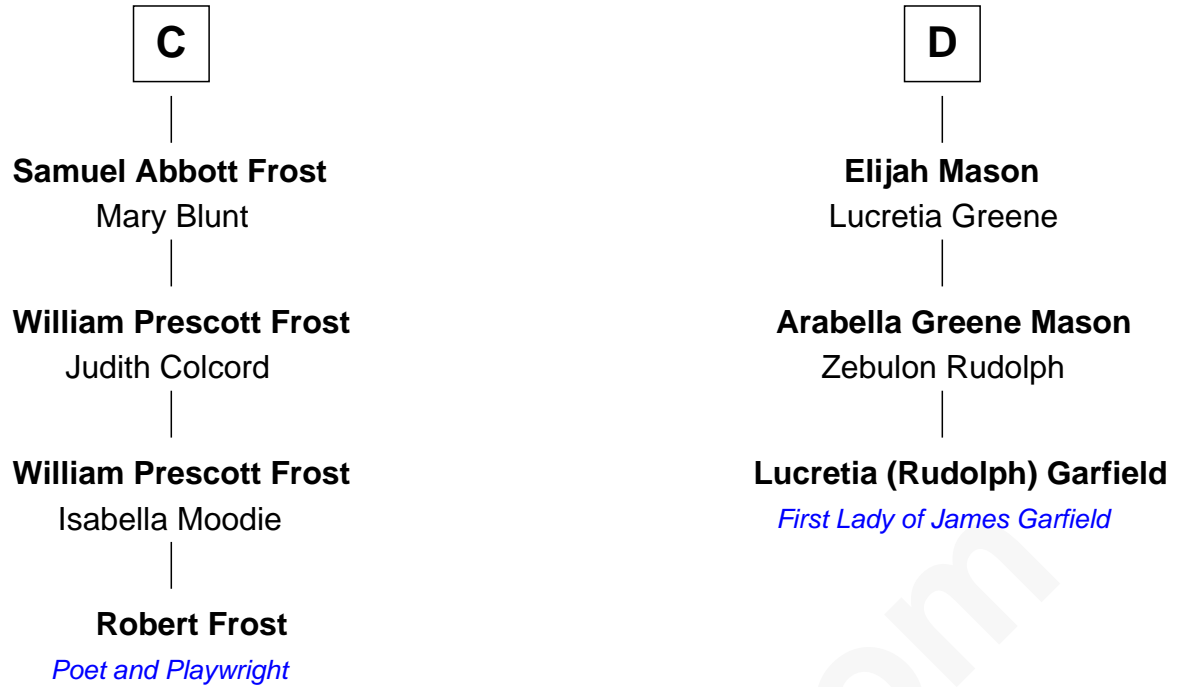 C
Samuel Abbott Frost
Mary Blunt
William Prescott Frost
Judith Colcord
William Prescott Frost
Isabella Moodie
Robert Frost
Poet and Playwright
D
Elijah Mason
Lucretia Greene
Arabella Greene Mason
Zebulon Rudolph
Lucretia (Rudolph) Garfield
First Lady of James Garfield
om